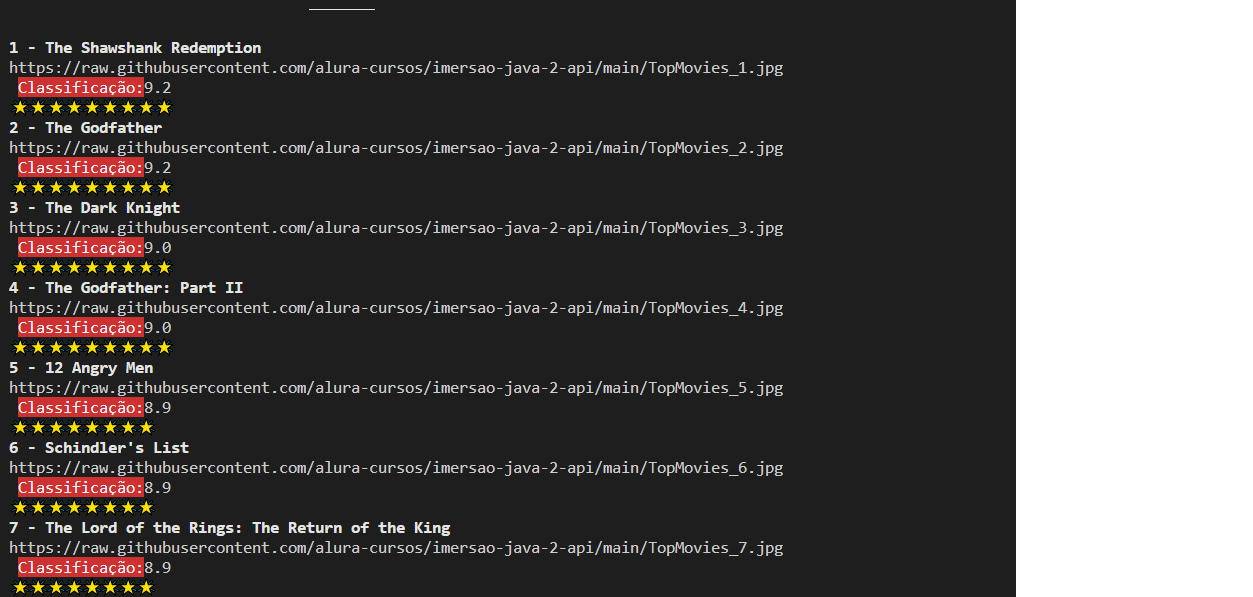 1 - The Shawshank Redemption
https://raw.githubusercontent.com/alura-cursos/imersao-java-2-api/main/TopMovies_1.jpg
Classificação:9.2
★★★★★★★★★
2 - The Godfather
https://raw.githubusercontent.com/alura-cursos/imersao-java-2-api/main/TopMovies_2.jpg
Classificação:9.2
★★★★★★★★★
3 - The Dark Knight
https://raw.githubusercontent.com/alura-cursos/imersao-java-2-api/main/TopMovies_3.jpg
Classificação:9.0
★★★★★★★★★
4 - The Godfather: Part II
https://raw.githubusercontent.com/alura-cursos/imersao-java-2-api/main/TopMovies_4.jpg
Classificação:9.0
★★★★★★★★★
5 - 12 Angry Men
https://raw.githubusercontent.com/alura-cursos/imersao-java-2-api/main/TopMovies_5.jpg
Classificação:8.9
★★★★★★★★
6 - Schindler's List
https://raw.githubusercontent.com/alura-cursos/imersao-java-2-api/main/TopMovies_6.jpg
Classificação:8.9
★★★★★★★★
7 - The Lord of the Rings: The Return of the King
https://raw.githubusercontent.com/alura-cursos/imersao-java-2-api/main/TopMovies_7.jpg
Classificação:8.9
★★★★★★★★